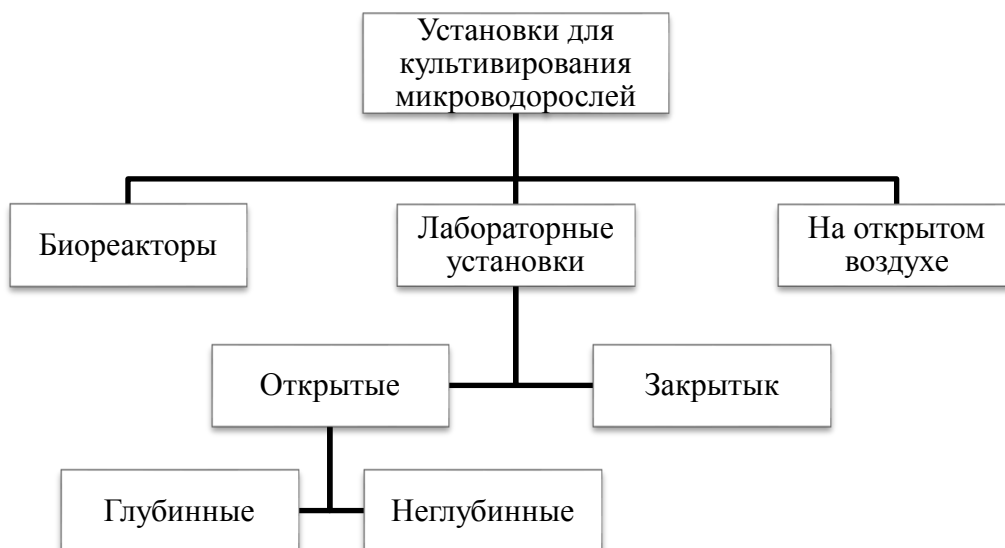 Установки для
культивирования
микроводорослей
Биореакторы
Лабораторные
установки
На открытом
воздухе
Открытые
Закрытык
Глубинные
Неглубинные